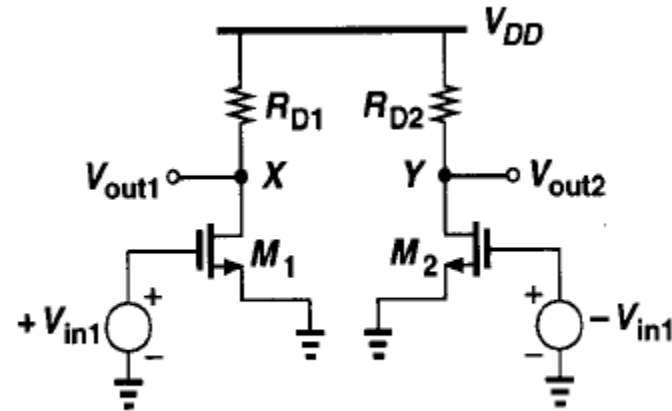 V_DD
R_D1 R_D2
V_out1 X Y V_out2
M_1 M_2
+ V_in1 + − + − − V_in1